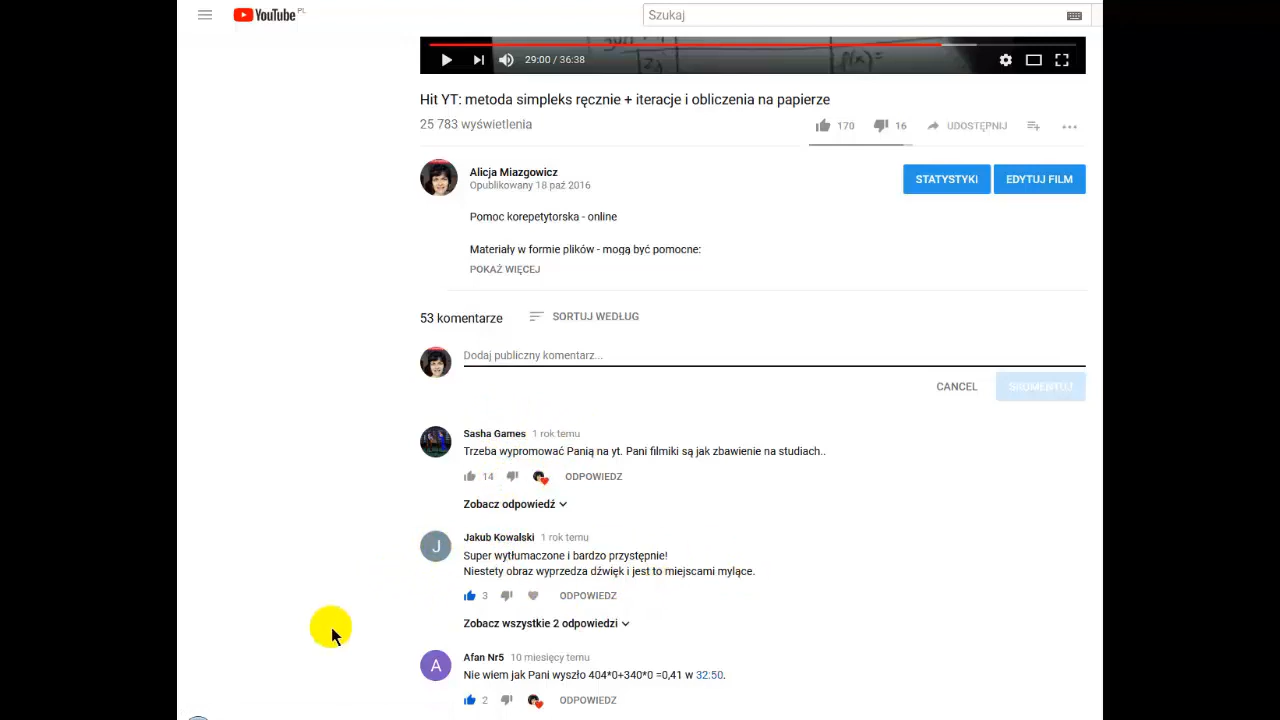 YouTube PL
Szukaj
29:00 / 36:38
f(x)=
Hit YT: metoda simpleks ręcznie + iteracje i obliczenia na papierze
25 783 wyświetlenia
170 16 UDOSTĘPNIJ
Alicja Miazgowicz
Opublikowany 18 paź 2016
STATYSTYKI EDYTUJ FILM
Pomoc korepetytorska - online
Materiały w formie plików - mogą być pomocne:
POKAŻ WIĘCEJ
53 komentarze SORTUJ WEDŁUG
Dodaj publiczny komentarz...
CANCEL SKOMENTUJ
Sasha Games 1 rok temu
Trzeba wypromować Panią na yt. Pani filmiki są jak zbawienie na studiach..
14 ODPOWIEDZ
Zobacz odpowiedź
J
Jakub Kowalski 1 rok temu
Super wytłumaczone i bardzo przystępnie!
Niestety obraz wyprzedza dźwięk i jest to miejscami mylące.
3 ODPOWIEDZ
Zobacz wszystkie 2 odpowiedzi
A
Afan Nr5 10 miesięcy temu
Nie wiem jak Pani wyszło 404*0+340*0 =0,41 w 32:50.
2 ODPOWIEDZ